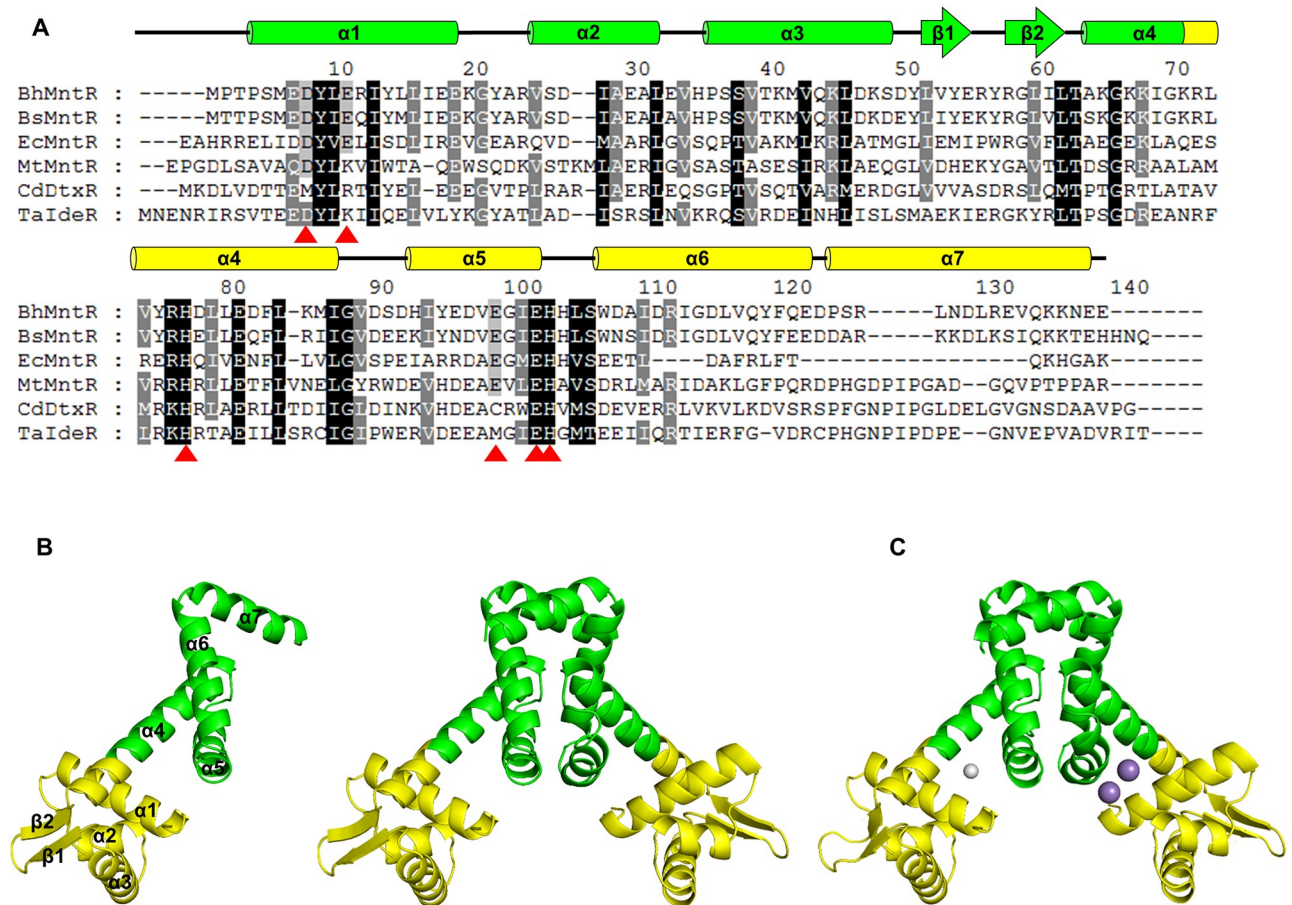 A
α1 α2 α3 β1 β2 α4
10 20 30 40 50 60 70
BhMntR : -----MPTPSMEDYLERIYLLIEEKGYARVSD--IAEALEVHPSSVTKMVQKLDKSDYLVYERYRGLILTAKGKKIGKRL
BsMntR : -----MTTPSMEDYIEQIYMLIEEKGYARVSD--IAEALAVHPSSVTKMVQKLDKDEYLIYEKYRGLVLTSKGKKIGKRL
EcMntR : ---EAHRRELIDDYVELISDLIREVGEARQVD--MAARLGVSQPTVAKMLKRLATMGLIEMIPWRGVFLTAEGEKLAQES
MtMntR : --EPGDLSAVAQDYLKVIWTA-QEWSQDKVSTKMLAERIGVSASTASESIRKLAEQGLVDHEKYGAVTLTDSGRRAALAM
CdDtxR : ---MKDLVDTTEMYLRTIYEL-EEEGVTPLRAR-IAERLEQSGPTVSQTVARMERDGLVVVASDRSLQMTPTGRTLATAV
TaIdeR : MNENRIRSVTEEDYLKIIQELVLYKGYATLAD--ISRSLNVKRQSVRDEINHLISLSMAEKIERGKYRLTPSGDREANRF
α4 α5 α6 α7
80 90 100 110 120 130 140
BhMntR : VYRHDLLEDFL-KMIGVDSDHIYEDVEGIEHHLSWDAIDRIGDLVQYFQEDPSR-----LNDLREVQKKNEE------
BsMntR : VYRHELLEQFL-RIIGVDEEKIYNDVEGIEHHLSWNSIDRIGDLVQYFEEDDAR-----KKDLKSIQKKTEHHNQ---
EcMntR : RERHQIVENFL-LVLGVSPEIARRDAEGMEHHVSEETL----DAFRLFT-------------QKHGAK------
MtMntR : VRRHRLLETFLVNELGYRWDEVHDEAEVLEHAVSDRLMARIDAKLGFPQRDPHGDPIPGAD--GQVPTPPAR------
CdDtxR : MRKHRLAERLLTDIIGLDINKVHDEACRWEHVMSDEVERRLVKVLKDVSRSPFGNPIPGLDELGVGNSDAAVPG-----
TaIdeR : LRKHRTAEILLSRCIGIPWERVDEEAMGIEHGMTEEIIQRTIERFG-VDRCPHGNPIPDPE--GNVEPVADVRIT----
B
C
α7
α6
α4
α5
α1
β2
α2
β1
α3